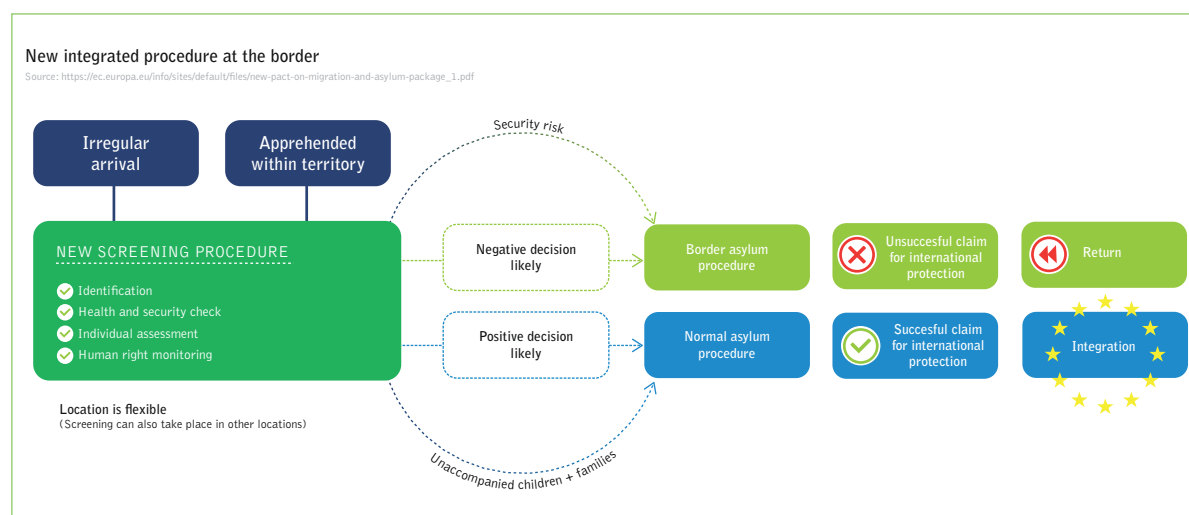 New integrated procedure at the border
Source: https://ec.europa.eu/info/sites/default/files/new-pact-on-migration-and-asylum-package_1.pdf
Irregular
arrival
Apprehended
within territory
Security risk
NEW SCREENING PROCEDURE
Identification
Health and security check
Individual assessment
Human right monitoring
Negative decision
likely
Border asylum
procedure
Unsuccesful claim
for international
protection
Return
Positive decision
likely
Normal asylum
procedure
Succesful claim
for international
protection
Integration
Location is flexible
(Screening can also take place in other locations)
Unaccompanied children + families